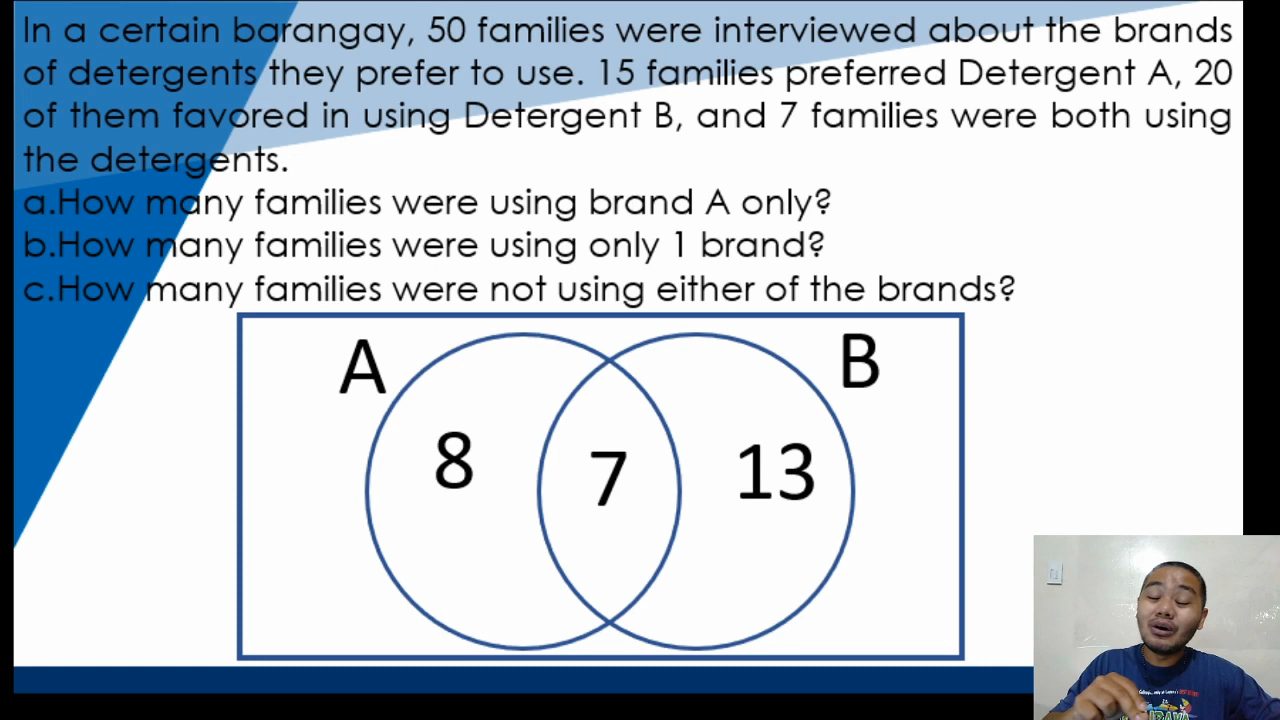 In a certain barangay, 50 families were interviewed about the brands
of detergents they prefer to use. 15 families preferred Detergent A, 20
of them favored in using Detergent B, and 7 families were both using
the detergents.
a.How many families were using brand A only?
b.How many families were using only 1 brand?
c.How many families were not using either of the brands?
A
B
8
7
13